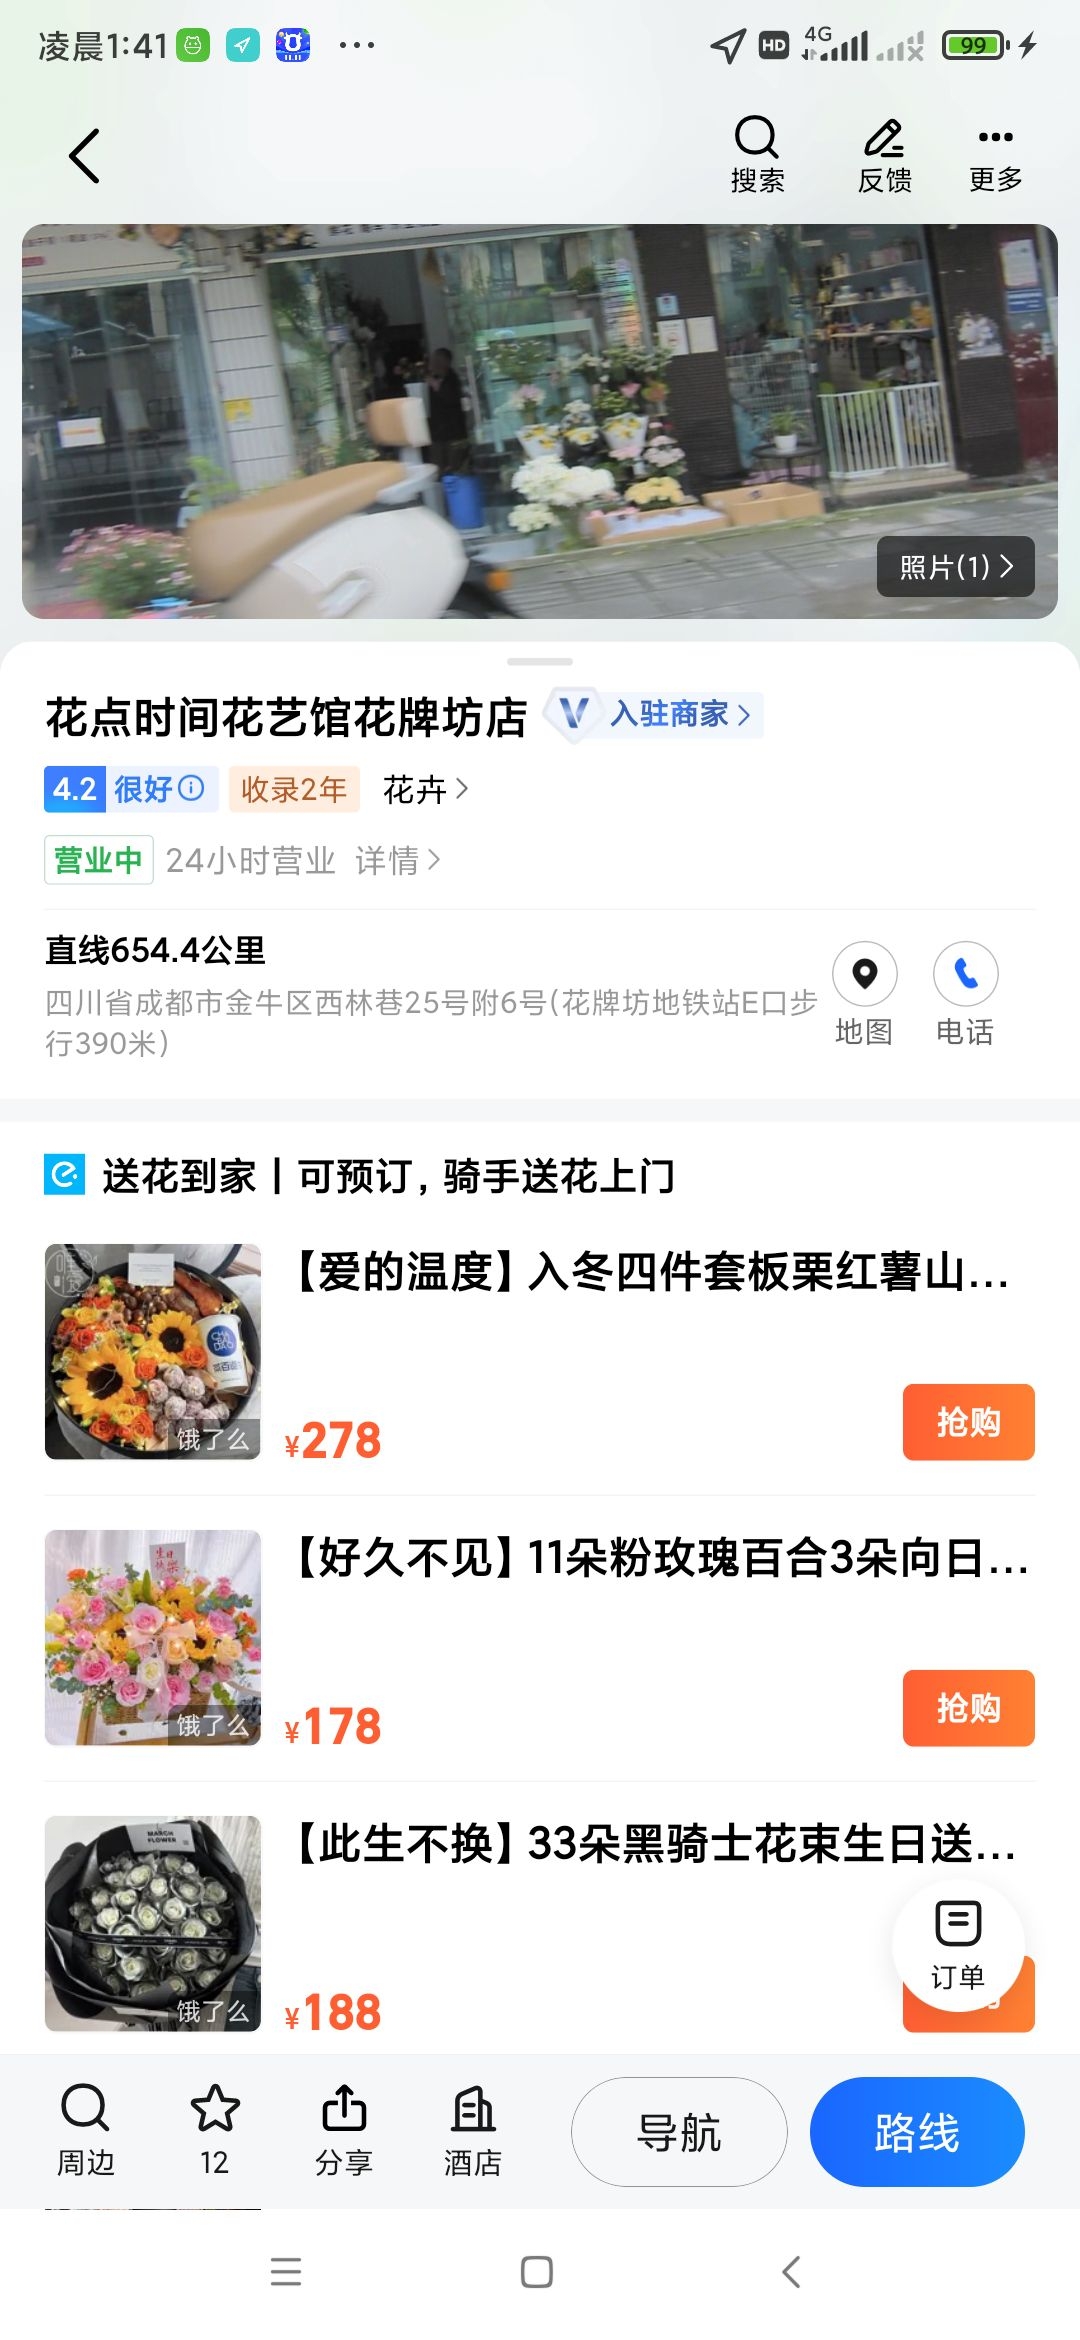 凌晨1:41
HD 4G 99
搜索 反馈 更多
照片(1)
花点时间花艺馆花牌坊店 V 入驻商家
4.2 很好 收录2年 花卉
营业中 24小时营业 详情
直线654.4公里
四川省成都市金牛区西林巷25号附6号(花牌坊地铁站E口步
行390米)
地图 电话
送花到家 | 可预订, 骑手送花上门
【爱的温度】入冬四件套板栗红薯山...
饿了么
¥278
抢购
【好久不见】11朵粉玫瑰百合3朵向日...
饿了么
¥178
抢购
【此生不换】33朵黑骑士花束生日送...
MARCH
FLOWER
饿了么
¥188
订单
周边 12 分享 酒店 导航 路线